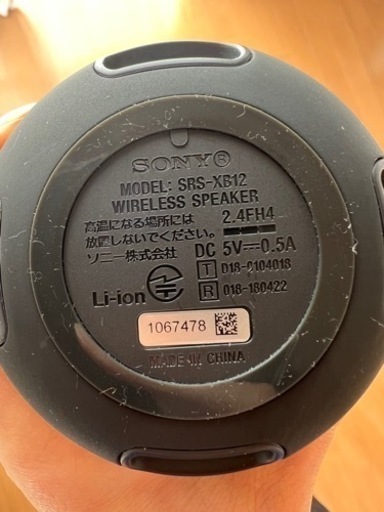 SONY®
MODEL: SRS-XB12
WIRELESS SPEAKER
高温になる場所には 2.4FH4
放置しないでください。
ソニー株式会社 DC 5V⎓0.5A
T D18-0104018
Li-ion R 018-180422
1067478
MADE IN CHINA